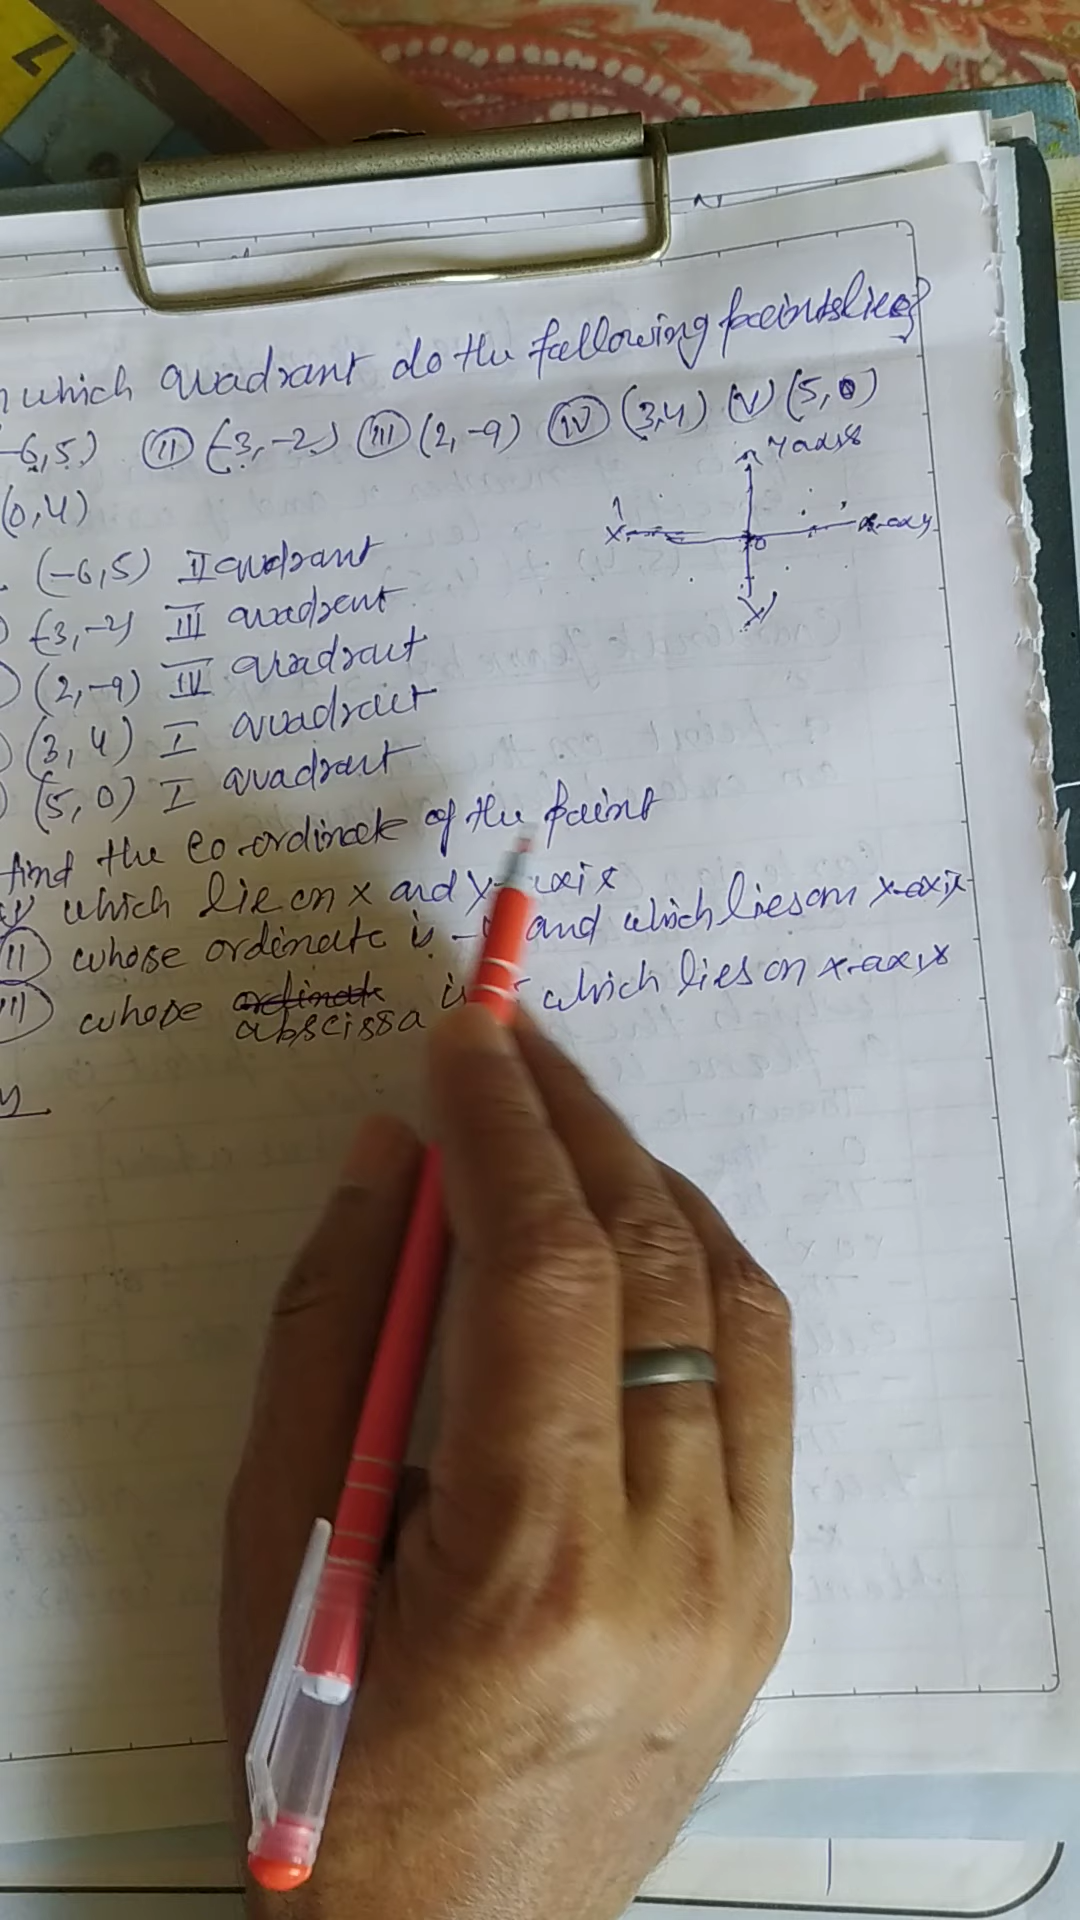 which quadrant do the following points lies?
-6,5) (II) (-3,-2) (III) (2,-9) (IV) (3,4) (V) (5,0)
(0,4)
Y axis
X
O
Y'
(-6,5) II quadrant
(-3,-2) III quadrent
(2,-9) IV quadrant
(3, 4) I quadrant
(5, 0) I quadrant
find the co-ordinate of the point
which lie on x and y-axis
(II) whose ordinate is and which lies on x-axis
whose ordinate abscissa which lies on x-axis